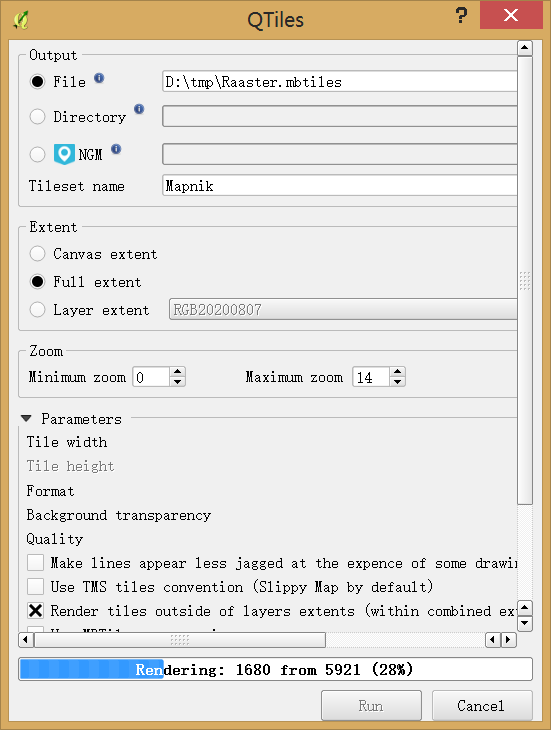 QTiles
?
Output
File
D:\tmp\Raaster.mbtiles
Directory
NGM
Tileset name
Mapnik
Extent
Canvas extent
Full extent
Layer extent
RGB20200807
Zoom
Minimum zoom 0 Maximum zoom 14
Parameters
Tile width
Tile height
Format
Background transparency
Quality
Make lines appear less jagged at the expence of some drawin
Use TMS tiles convention (Slippy Map by default)
Render tiles outside of layers extents (within combined ex
Rendering: 1680 from 5921 (28%)
Run Cancel